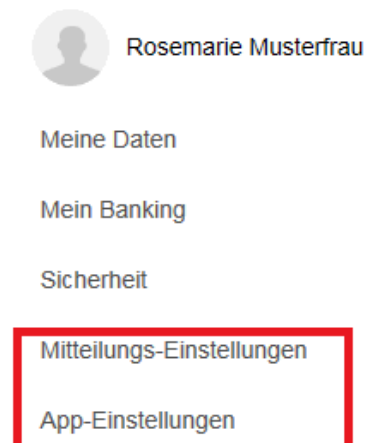 Rosemarie Musterfrau
Meine Daten
Mein Banking
Sicherheit
Mitteilungs-Einstellungen
App-Einstellungen